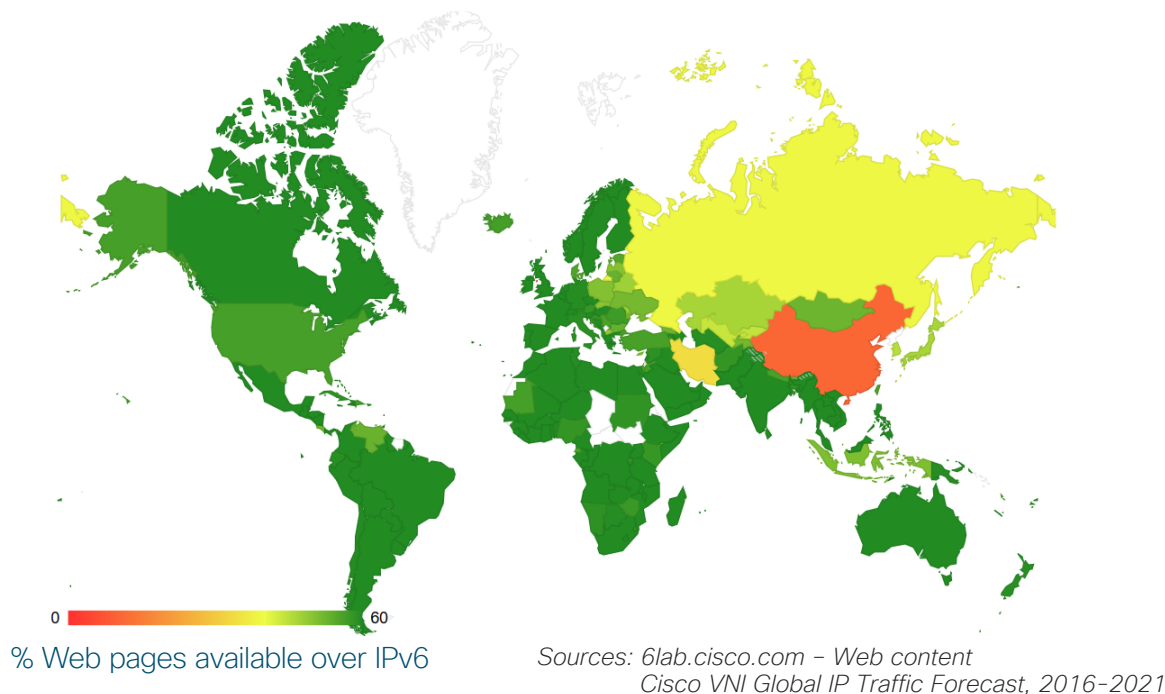 0 60
% Web pages available over IPv6
Sources: 6lab.cisco.com – Web content
Cisco VNI Global IP Traffic Forecast, 2016-2021